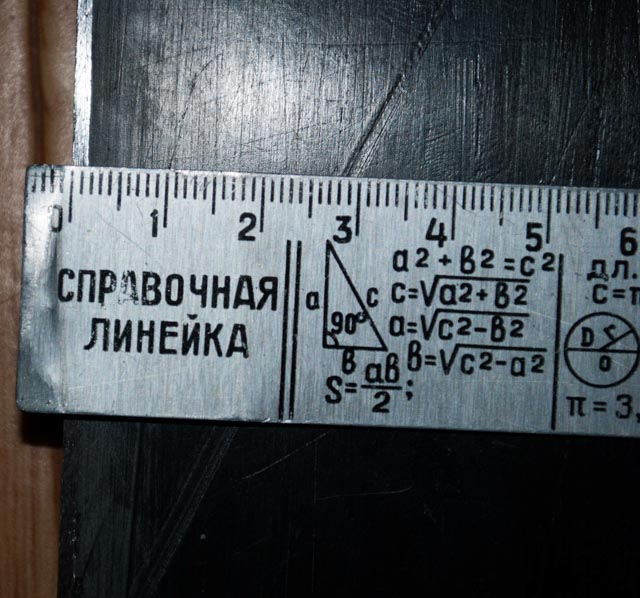 0 1 2 3 4 5 6
СПРАВОЧНАЯ
ЛИНЕЙКА
a
c
90°
в
S=aв/2;
a2+в2=c2
c=√a2+в2
a=√c2-в2
в=√c2-a2
дл.
c=π
D
о
π=3,